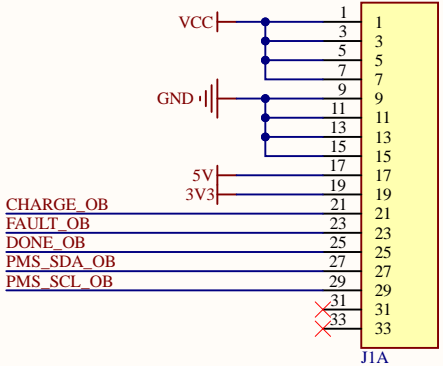 1 1
VCC
3 3
5 5
7 7
9 9
GND
11 11
13 13
15 15
5V 17 17
3V3 19 19
CHARGE_OB 21 21
FAULT_OB 23 23
DONE_OB 25 25
PMS_SDA_OB 27 27
PMS_SCL_OB 29 29
31 31
33 33
J1A